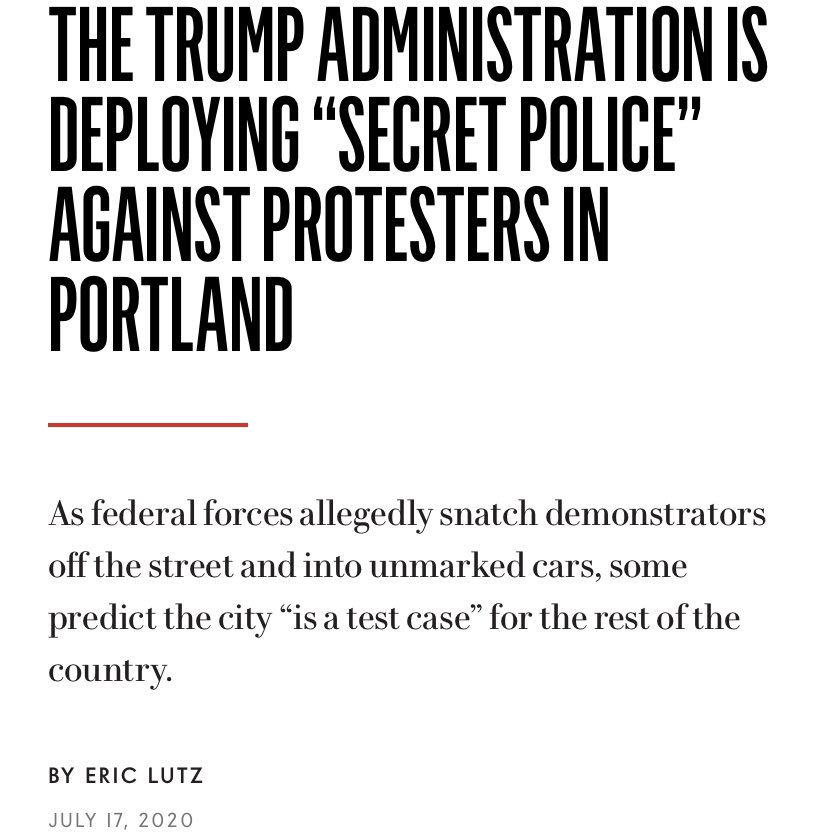 THE TRUMP ADMINISTRATION IS
DEPLOYING “SECRET POLICE”
AGAINST PROTESTERS IN
PORTLAND
As federal forces allegedly snatch demonstrators
off the street and into unmarked cars, some
predict the city “is a test case” for the rest of the
country.
BY ERIC LUTZ
JULY 17, 2020